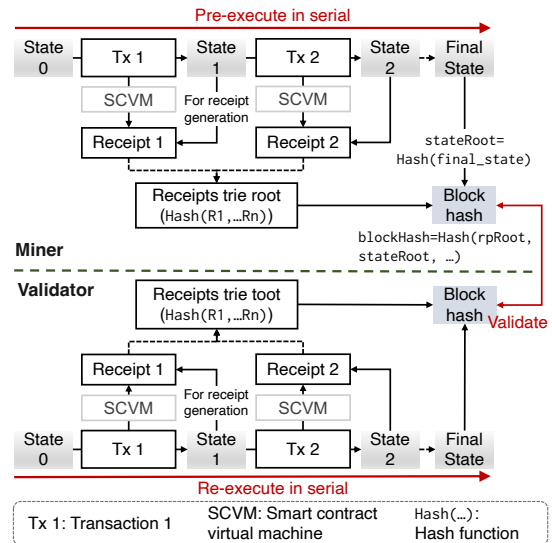 Pre-execute in serial
State 0
Tx 1
State 1
Tx 2
State 2
Final State
SCVM
For receipt generation
SCVM
Receipt 1
Receipt 2
stateRoot=
Hash(final_state)
Receipts trie root
(Hash(R1,…Rn))
Block hash
Miner
blockHash=Hash(rpRoot,
stateRoot, …)
Validator
Receipts trie toot
(Hash(R1,…Rn))
Block hash
Validate
Receipt 1
For receipt generation
Receipt 2
SCVM
SCVM
State 0
Tx 1
State 1
Tx 2
State 2
Final State
Re-execute in serial
Tx 1: Transaction 1
SCVM: Smart contract
virtual machine
Hash(…):
Hash function